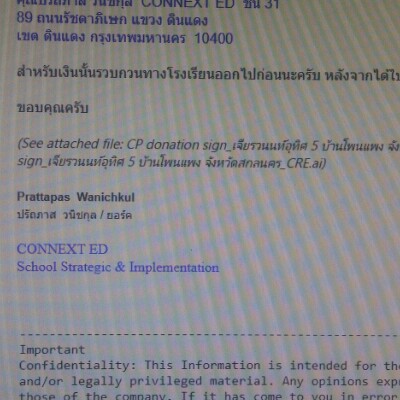 คุณปรถภาส วนิชกุล CONNEXT ED ชั้น 31
89 ถนนรัชดาภิเษก แขวง ดินแดง
เขต ดินแดง กรุงเทพมหานคร 10400
สำหรับเงินนั้นรวบกวนทางโรงเรียนออกไปก่อนนะครับ หลังจากได้ใบ
ขอบคุณครับ
(See attached file: CP donation sign_เจียรวนนท์อุทิศ 5 บ้านโพนแพง จัง
sign_เจียรวนนท์อุทิศ 5 บ้านโพนแพง จังหวัดสกลนคร_CRE.ai)
Prattapas Wanichkul
ปรัถภาส วนิชกุล / ยอร์ค
CONNEXT ED
School Strategic & Implementation
Important
Confidentiality: This Information is intended for the
and/or legally privileged material. Any opinions exp
those of the company. If it has come to you in error